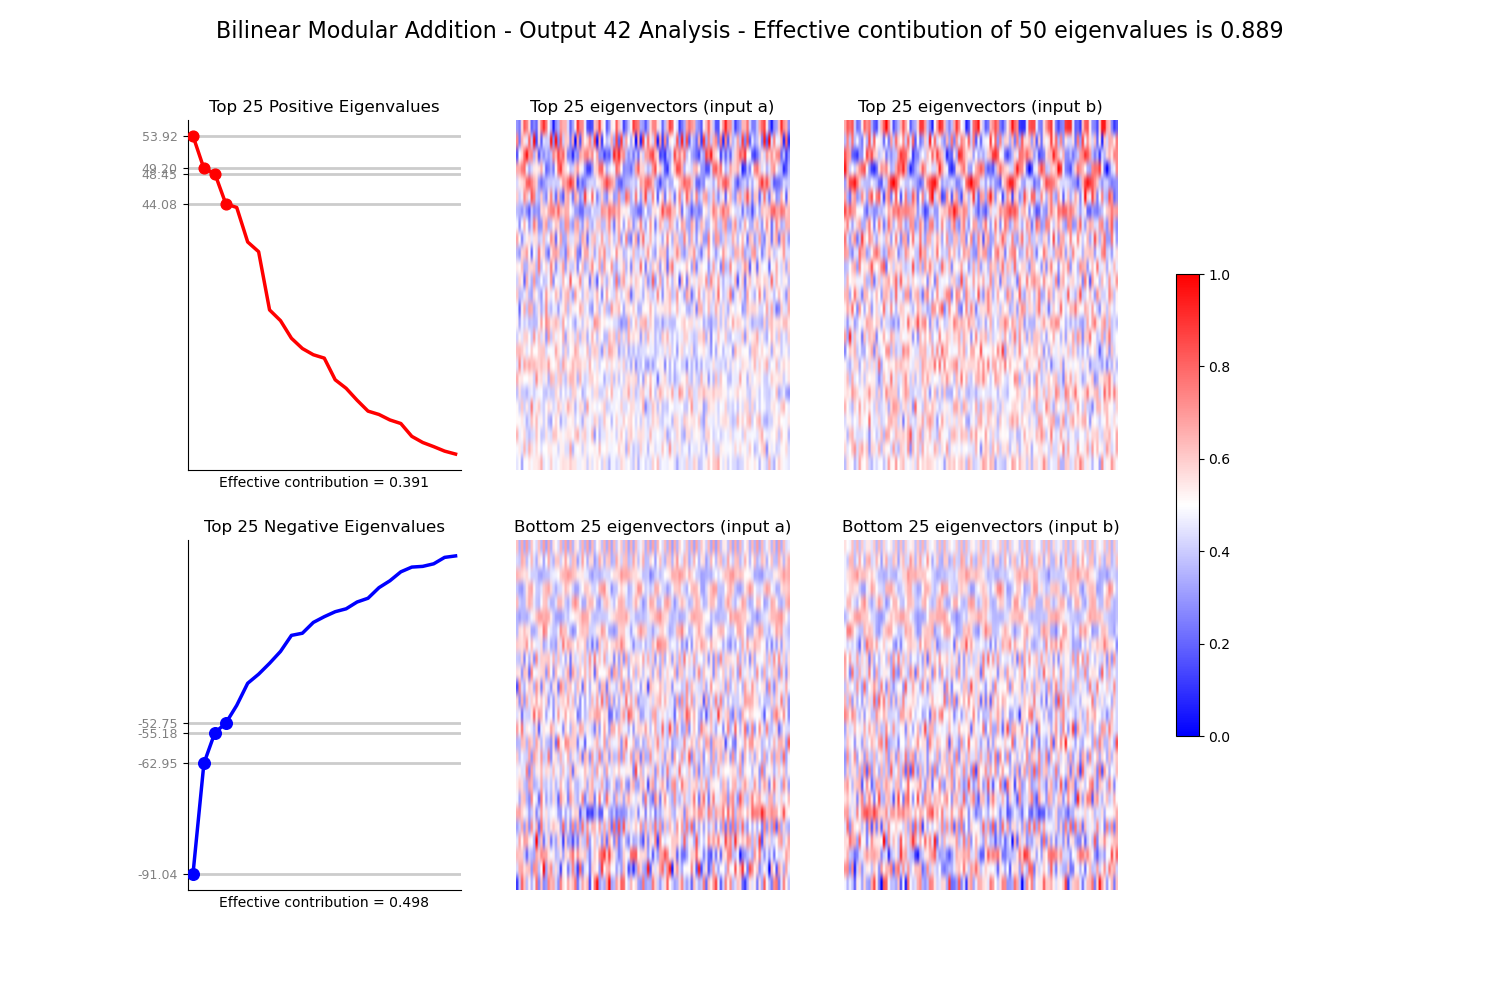 Bilinear Modular Addition - Output 42 Analysis - Effective contibution of 50 eigenvalues is 0.889
Top 25 Positive Eigenvalues
53.92
49.20
48.45
44.08
Effective contribution = 0.391
Top 25 eigenvectors (input a)
Top 25 eigenvectors (input b)
Top 25 Negative Eigenvalues
-52.75
-55.18
-62.95
-91.04
Effective contribution = 0.498
Bottom 25 eigenvectors (input a)
Bottom 25 eigenvectors (input b)
1.0
0.8
0.6
0.4
0.2
0.0